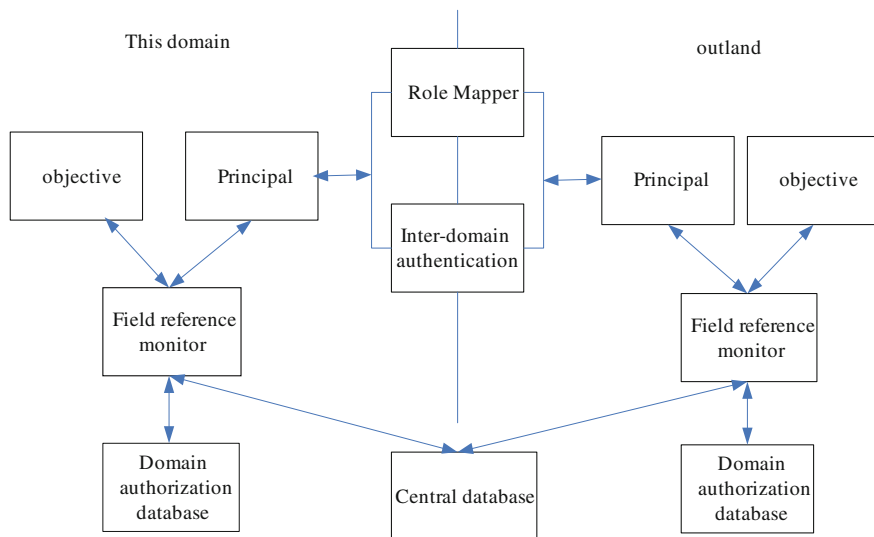 This domain
outland
Role Mapper
objective
Principal
Principal
objective
Inter-domain
authentication
Field reference
monitor
Field reference
monitor
Domain
authorization
database
Central database
Domain
authorization
database